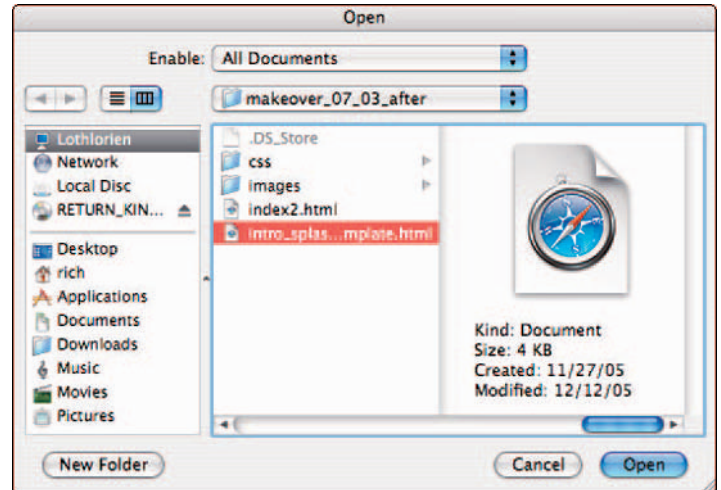 Open
Enable: All Documents
makeover_07_03_after
Lothlorien
Network
Local Disc
RETURN_KIN...
Desktop
rich
Applications
Documents
Downloads
Music
Movies
Pictures
.DS_Store
css
images
index2.html
intro_splas...mplate.html
Kind: Document
Size: 4 KB
Created: 11/27/05
Modified: 12/12/05
New Folder
Cancel
Open